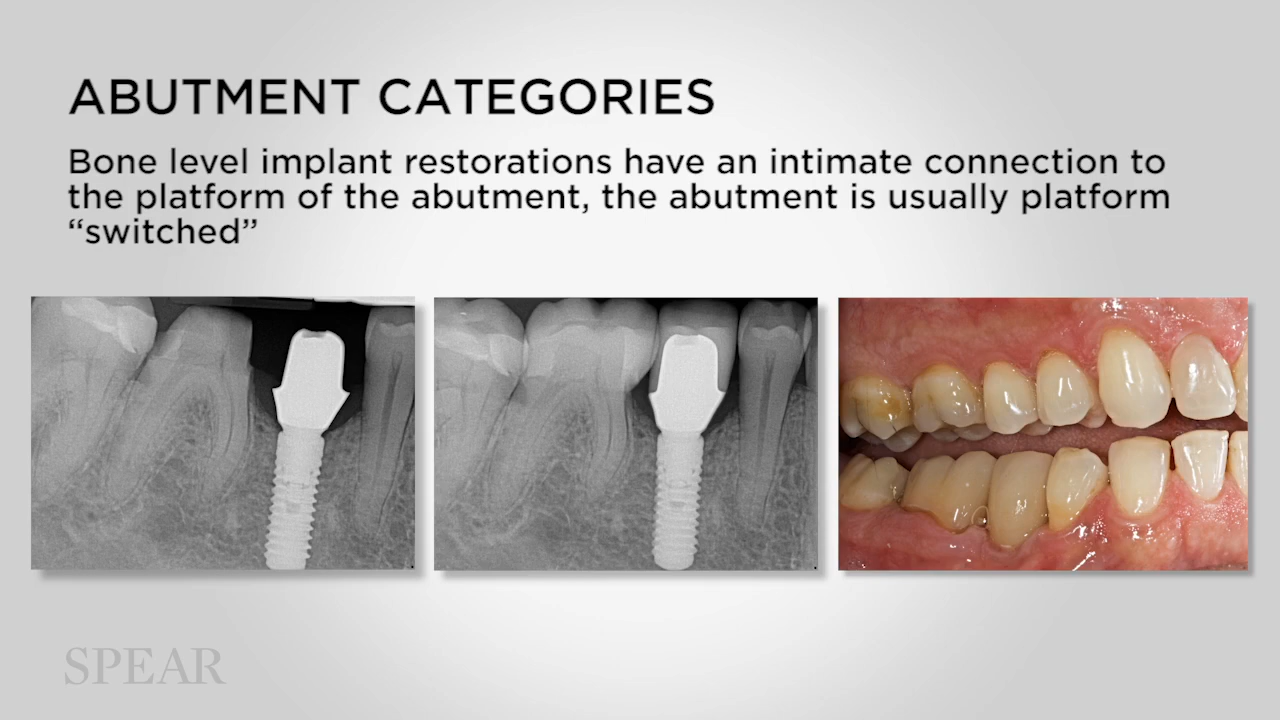 ABUTMENT CATEGORIES
Bone level implant restorations have an intimate connection to
the platform of the abutment, the abutment is usually platform
“switched”
SPEAR